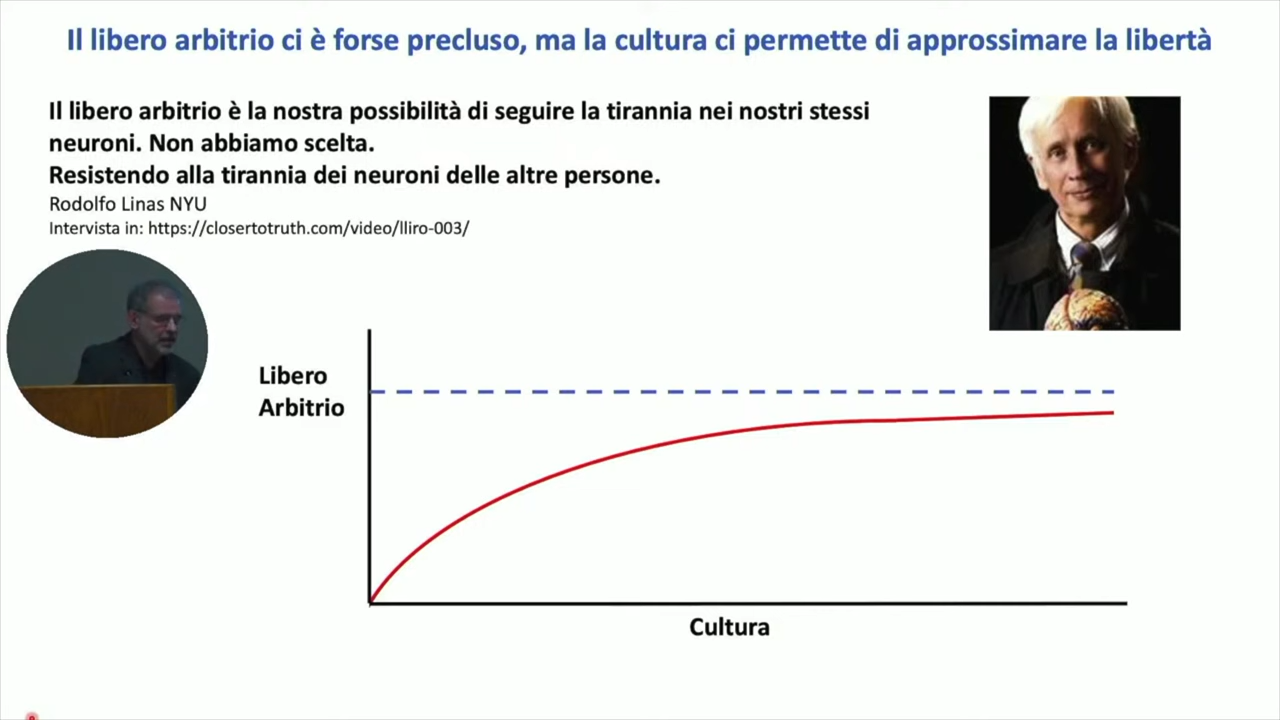 Il libero arbitrio ci è forse precluso, ma la cultura ci permette di approssimare la libertà
Il libero arbitrio è la nostra possibilità di seguire la tirannia nei nostri stessi
neuroni. Non abbiamo scelta.
Resistendo alla tirannia dei neuroni delle altre persone.
Rodolfo Linas NYU
Intervista in: https://closertotruth.com/video/lliro-003/
Libero
Arbitrio
Cultura